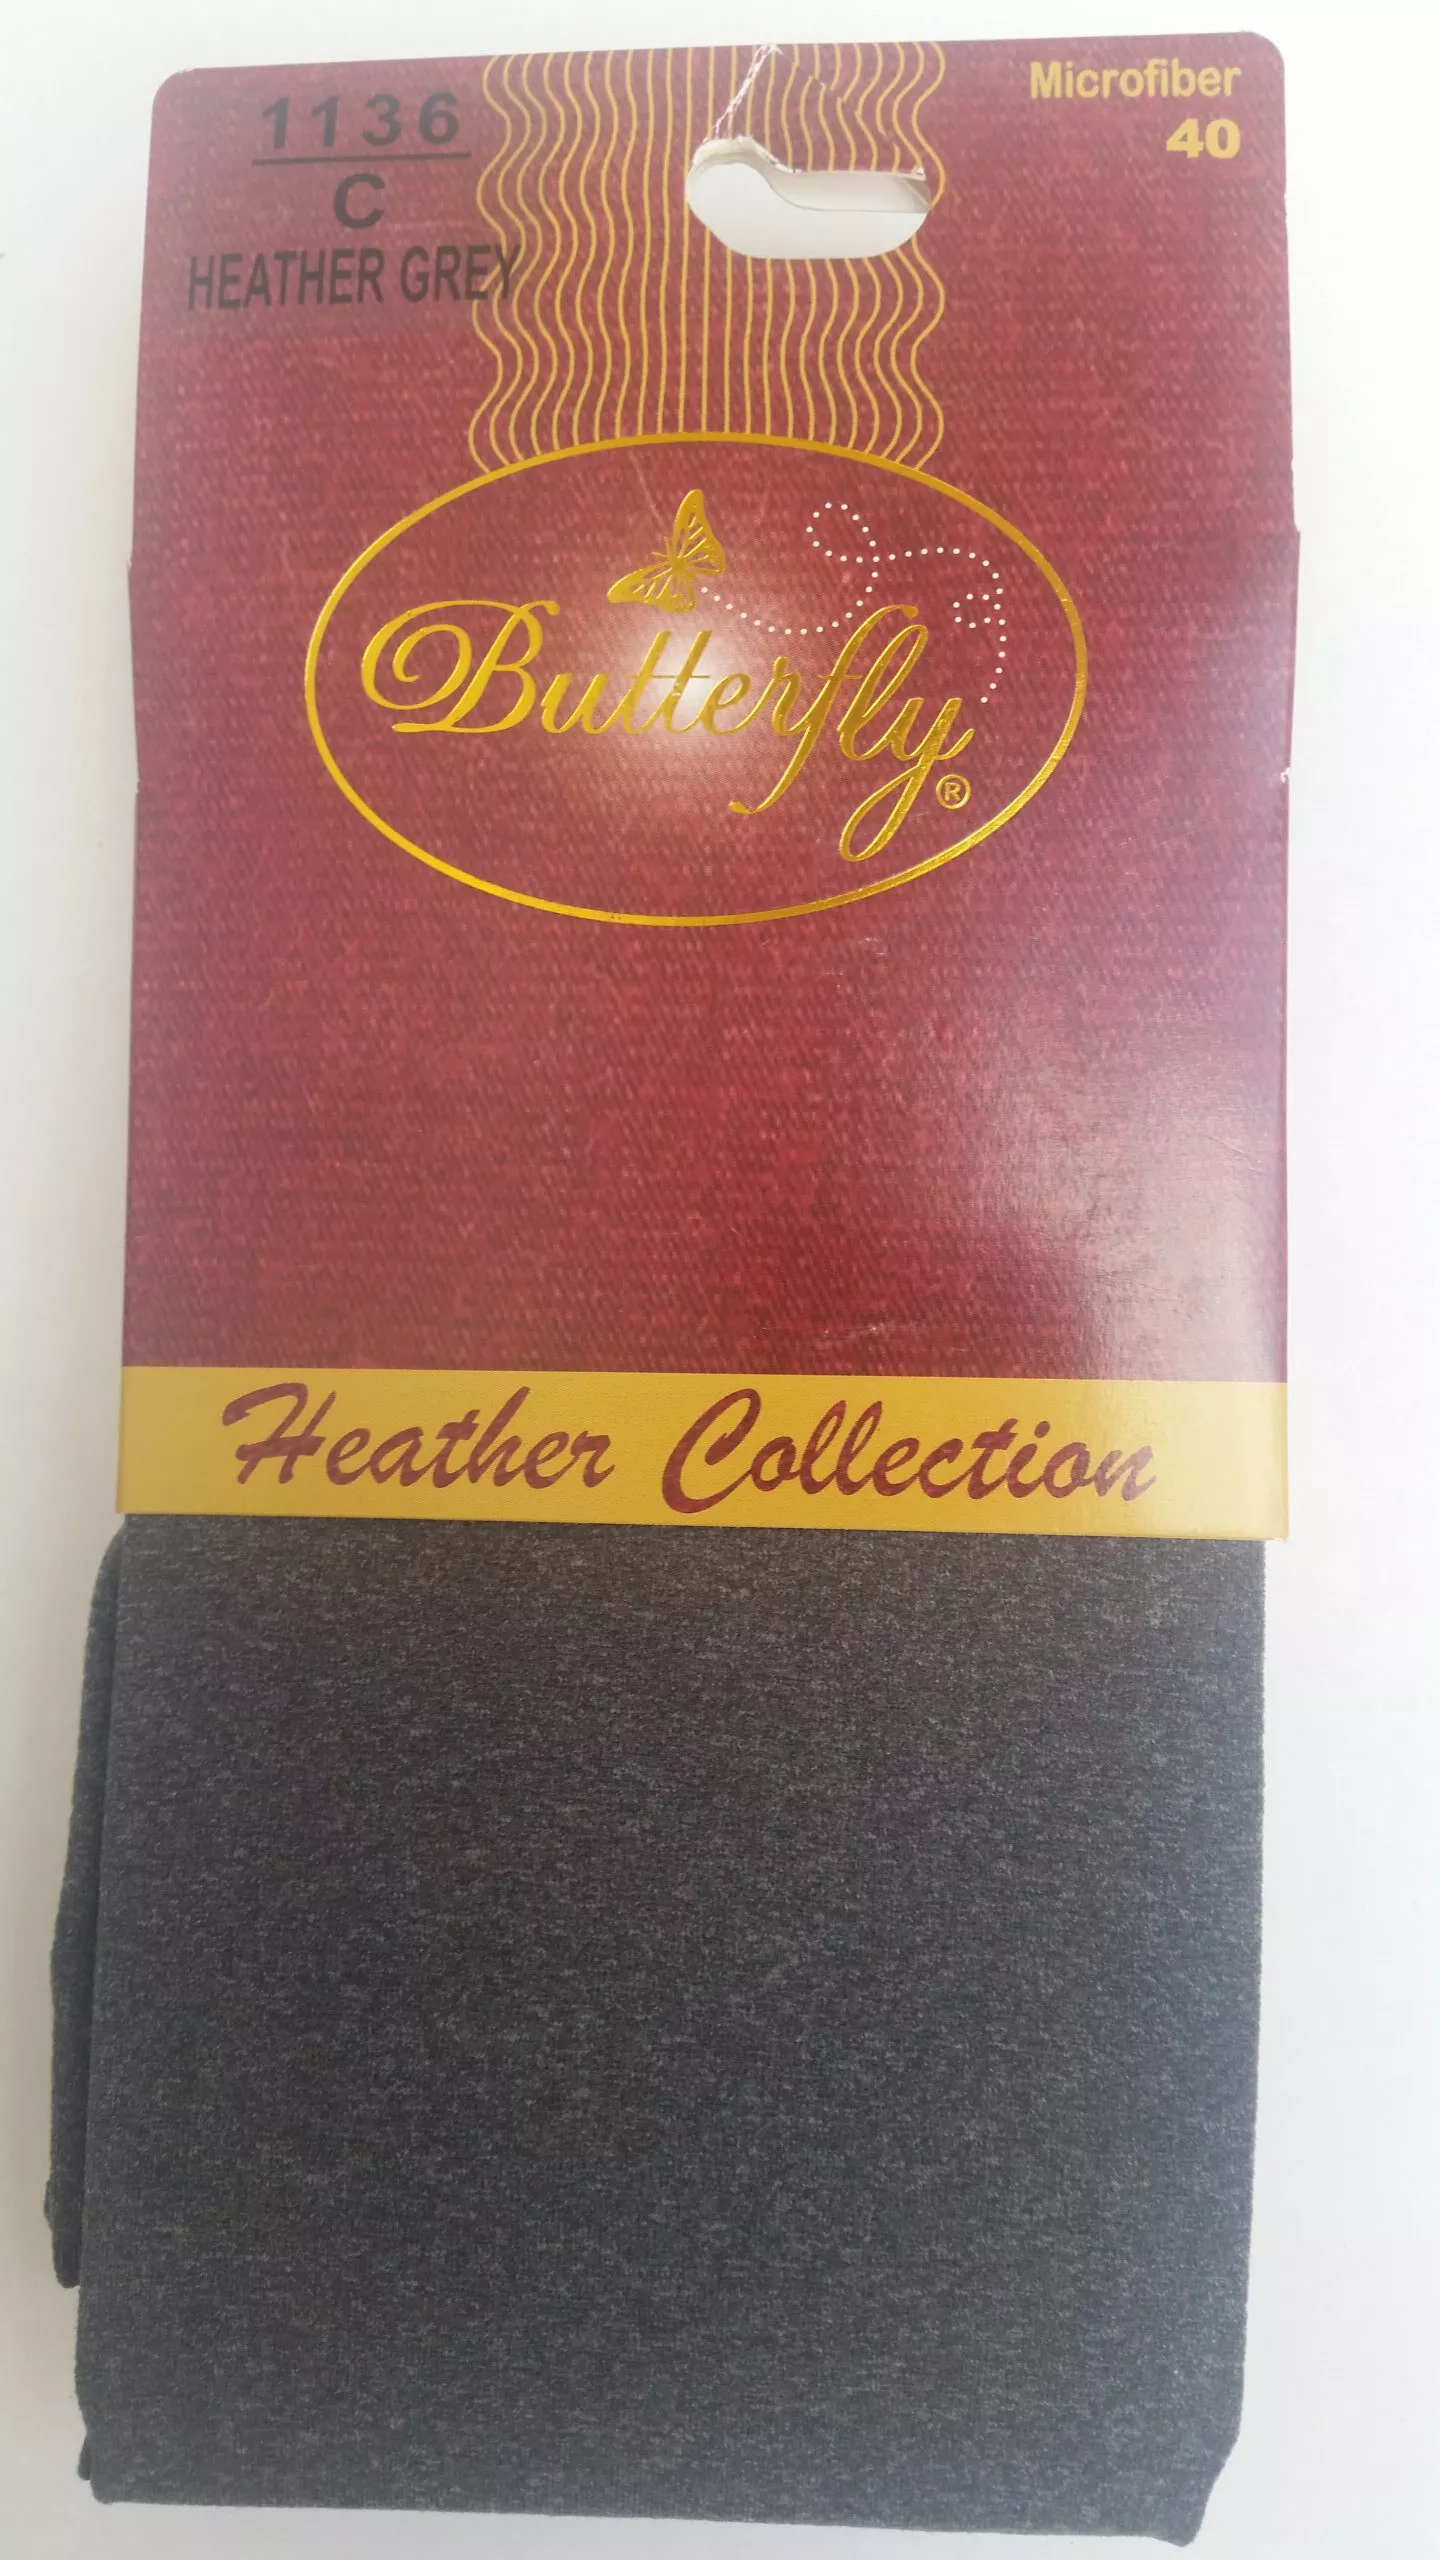 1136
C
HEATHER GREY
Microfiber
40
Butterfly®
Heather Collection